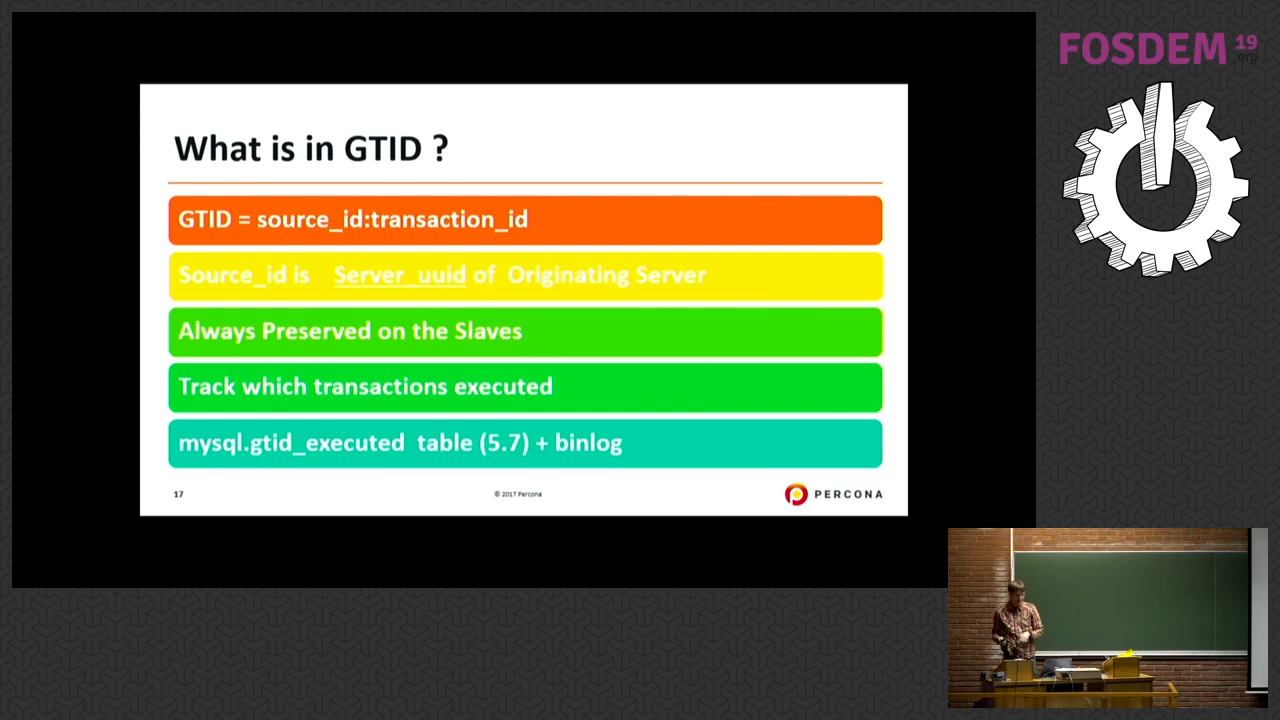 What is in GTID ?
GTID = source_id:transaction_id
Source_id is Server_uuid of Originating Server
Always Preserved on the Slaves
Track which transactions executed
mysql.gtid_executed table (5.7) + binlog
17
© 2017 Percona
PERCONA
FOSDEM 19
.org